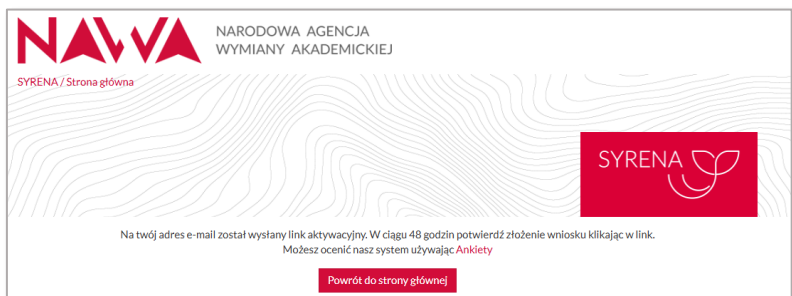 NAWA
NARODOWA AGENCJA
WYMIANY AKADEMICKIEJ
SYRENA / Strona główna
SYRENA
Na twój adres e-mail został wysłany link aktywacyjny. W ciągu 48 godzin potwierdź złożenie wniosku klikając w link.
Możesz ocenić nasz system używając Ankiety
Powrót do strony głównej